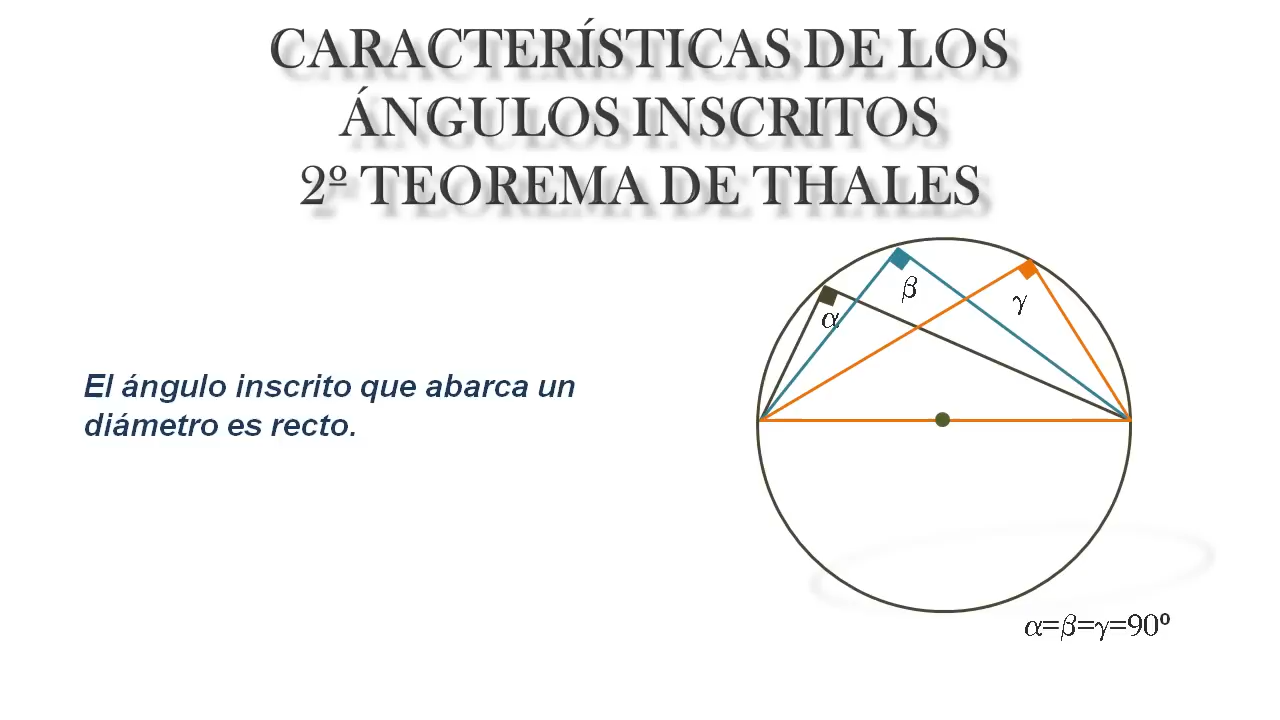 CARACTERÍSTICAS DE LOS
ÁNGULOS INSCRITOS
2º TEOREMA DE THALES
β
γ
α
El ángulo inscrito que abarca un
diámetro es recto.
α=β=γ=90º